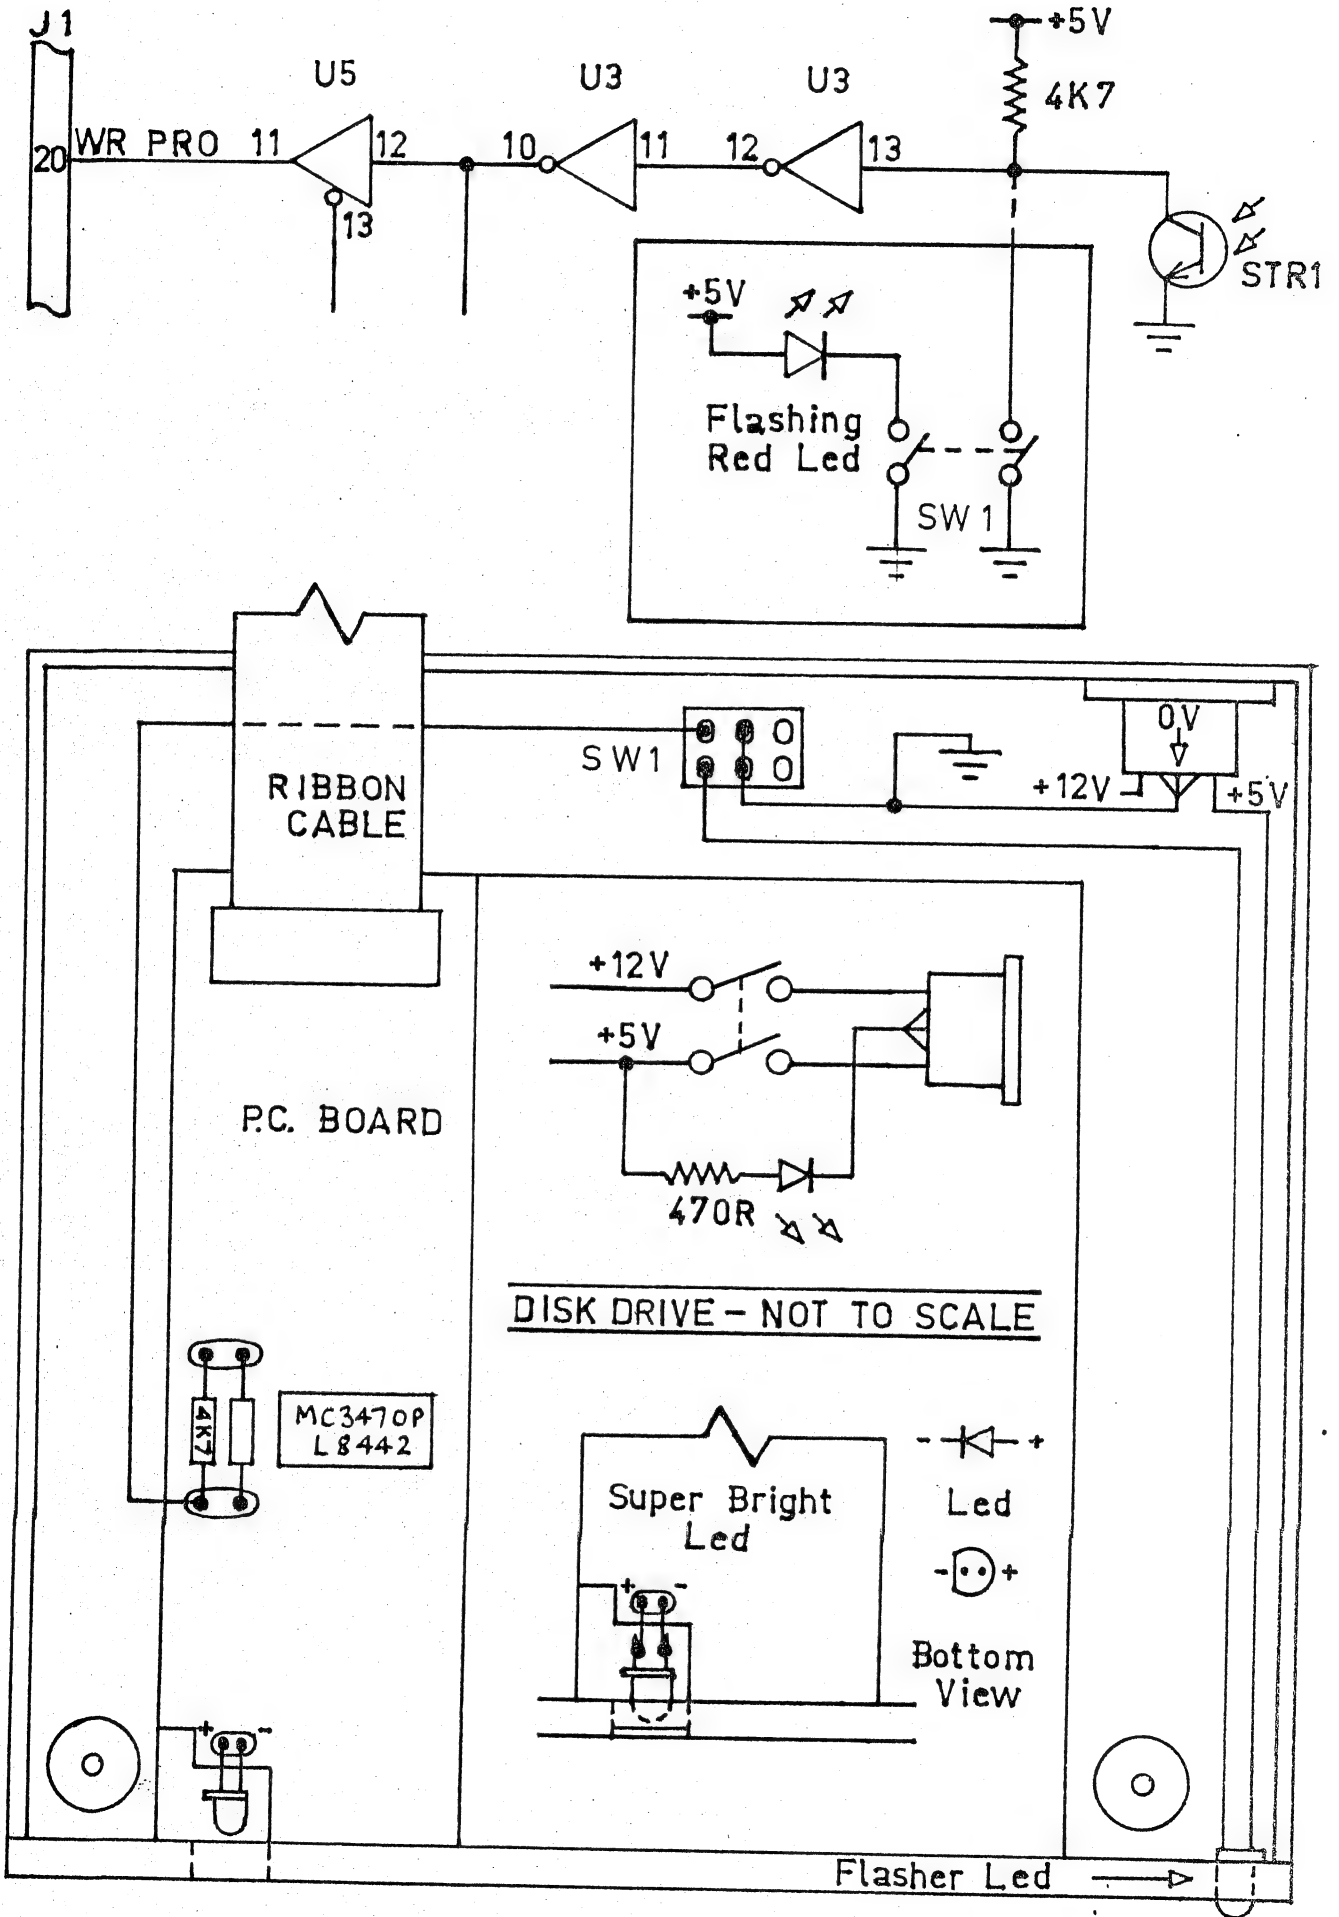 J1
+5V
U5
U3
U3
4K7
20
WR PRO
11
12
10
11
12
13
13
STR1
+5V
Flashing
Red Led
SW1
0V
SW1
+12V
+5V
RIBBON
CABLE
+12V
+5V
P.C. BOARD
470R
DISK DRIVE - NOT TO SCALE
4K7
MC3470P
L8442
- +
Super Bright
Led
Led
- +
+ -
Bottom
View
+ -
Flasher Led